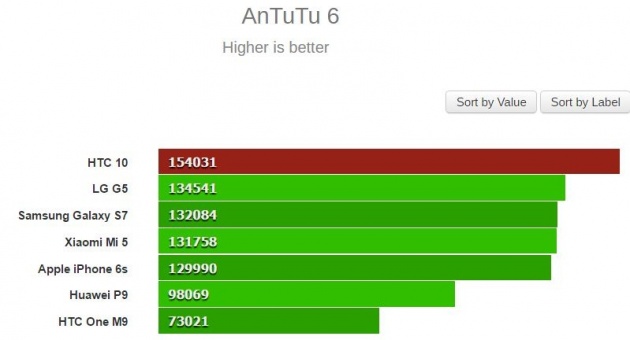 AnTuTu 6
Higher is better
Sort by Value Sort by Label
HTC 10 154031
LG G5 134541
Samsung Galaxy S7 132084
Xiaomi Mi 5 131758
Apple iPhone 6s 129990
Huawei P9 98069
HTC One M9 73021